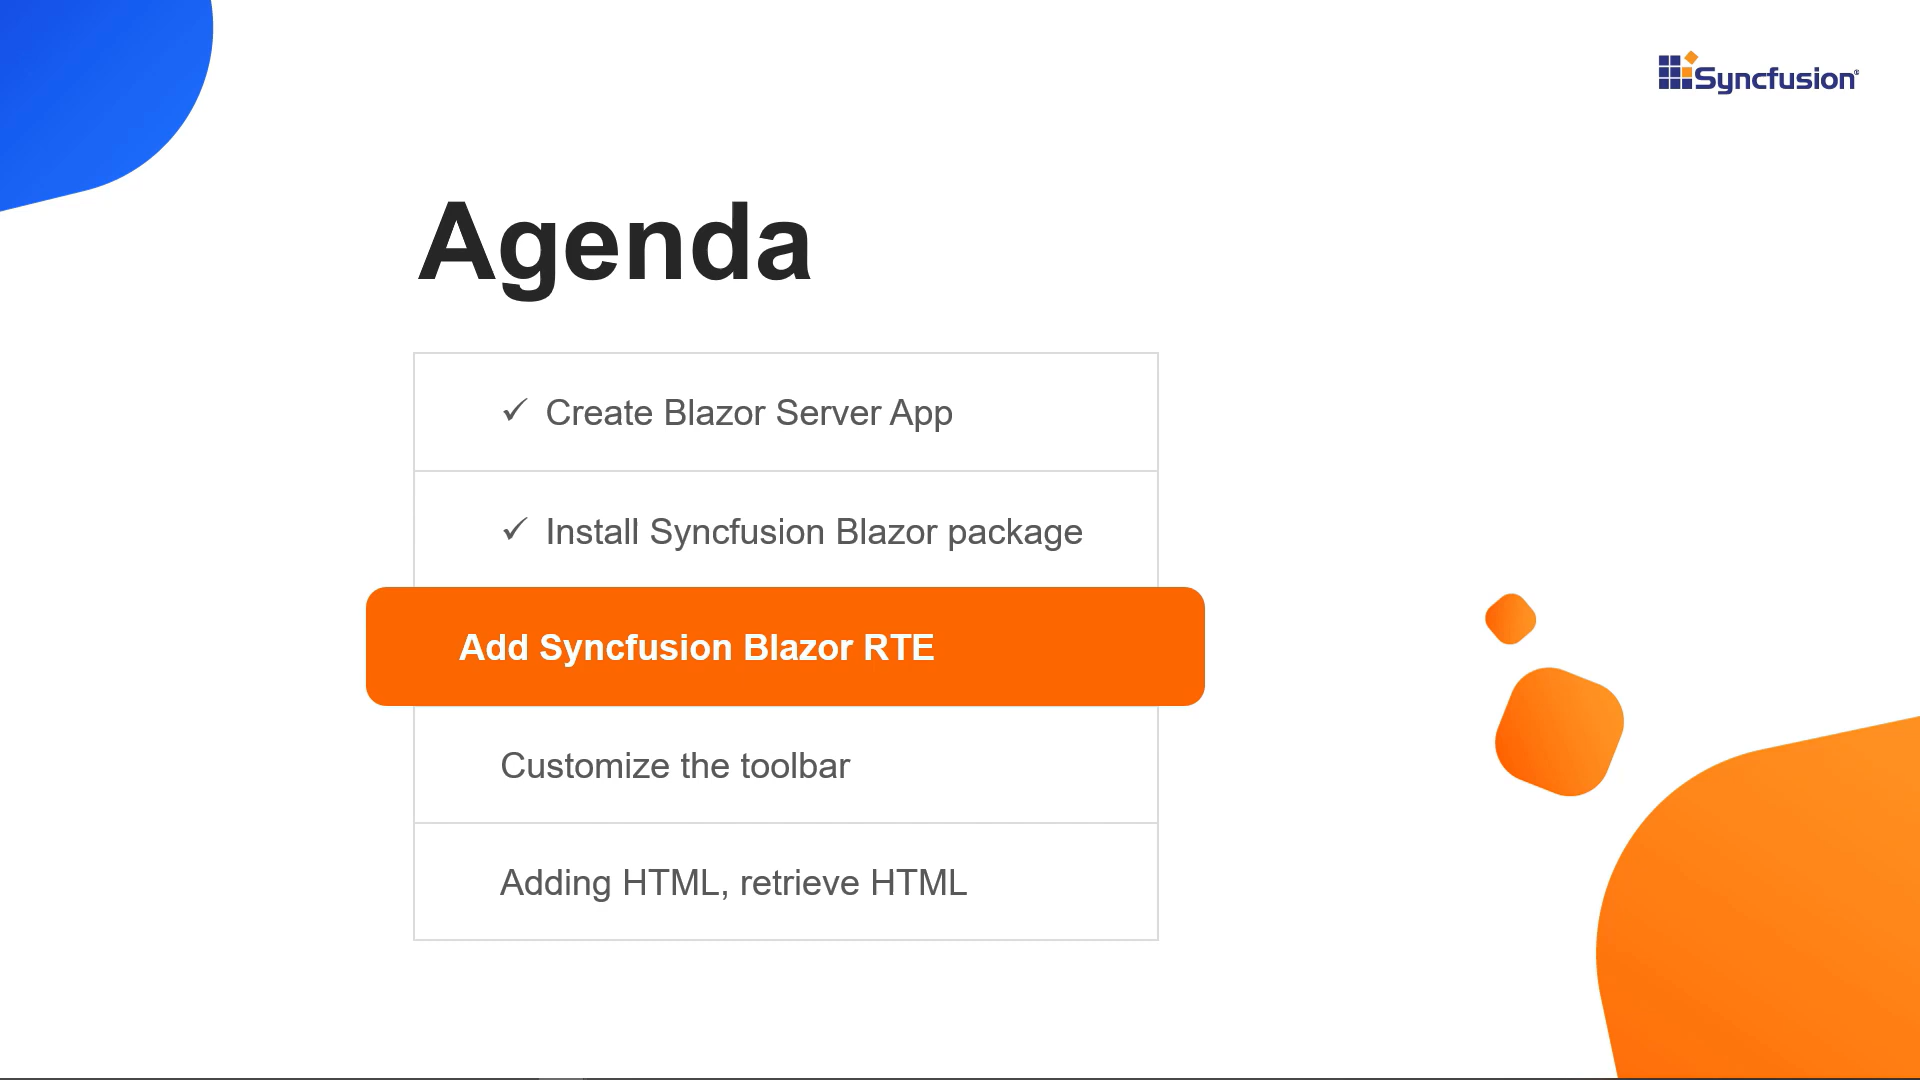 Syncfusion®
Agenda
✓ Create Blazor Server App
✓ Install Syncfusion Blazor package
Add Syncfusion Blazor RTE
Customize the toolbar
Adding HTML, retrieve HTML